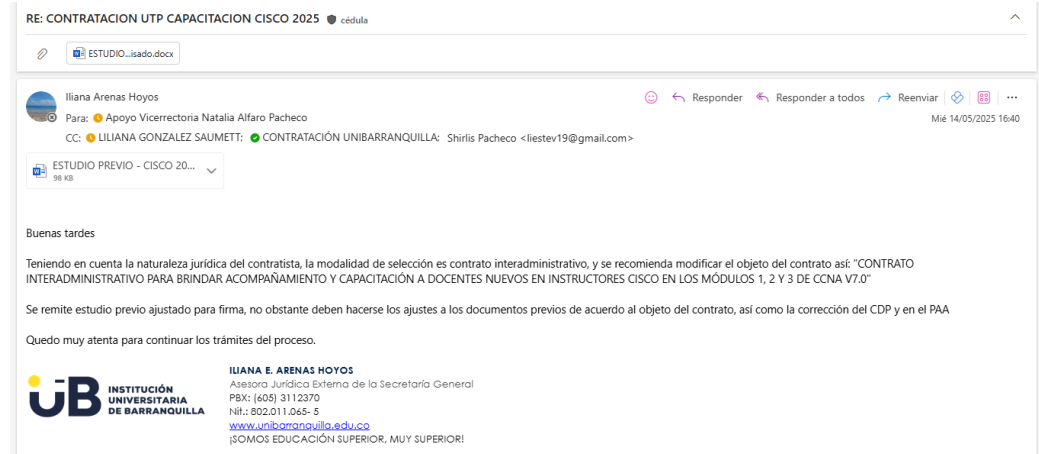 RE: CONTRATACION UTP CAPACITACION CISCO 2025 cédula
ESTUDIO...isado.docx
Iliana Arenas Hoyos
Responder Responder a todos Reenviar
Para: Apoyo Vicerrectoria Natalia Alfaro Pacheco
Mié 14/05/2025 16:40
CC: LILIANA GONZALEZ SAUMETT; CONTRATACIÓN UNIBARRANQUILLA; Shirlis Pacheco <liestev19@gmail.com>
ESTUDIO PREVIO - CISCO 20...
98 KB
Buenas tardes
Teniendo en cuenta la naturaleza jurídica del contratista, la modalidad de selección es contrato interadministrativo, y se recomienda modificar el objeto del contrato así: "CONTRATO
INTERADMINISTRATIVO PARA BRINDAR ACOMPAÑAMIENTO Y CAPACITACIÓN A DOCENTES NUEVOS EN INSTRUCTORES CISCO EN LOS MÓDULOS 1, 2 Y 3 DE CCNA V7.0"
Se remite estudio previo ajustado para firma, no obstante deben hacerse los ajustes a los documentos previos de acuerdo al objeto del contrato, así como la corrección del CDP y en el PAA
Quedo muy atenta para continuar los trámites del proceso.
ŪB INSTITUCIÓN
UNIVERSITARIA
DE BARRANQUILLA
ILIANA E. ARENAS HOYOS
Asesora Jurídica Externa de la Secretaría General
PBX: (605) 3112370
Nit.: 802.011.065- 5
www.unibarranquilla.edu.co
¡SOMOS EDUCACIÓN SUPERIOR, MUY SUPERIOR!